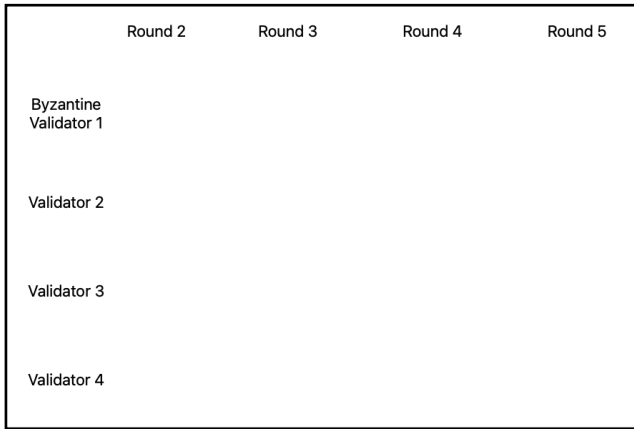 Round 2 Round 3 Round 4 Round 5
Byzantine
Validator 1
Validator 2
Validator 3
Validator 4